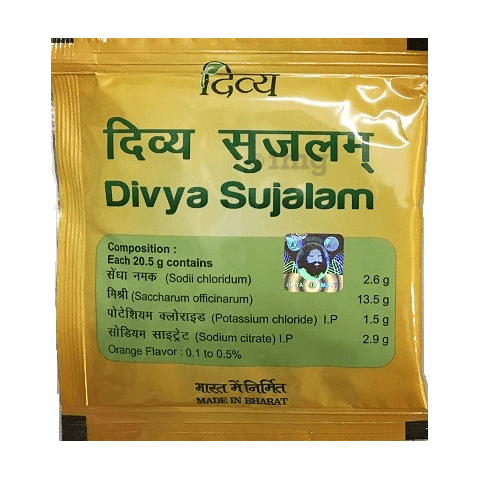 दिव्य
दिव्य सुजलम्
Divya Sujalam
Composition :
Each 20.5 g contains
सेंधा नमक (Sodii chloridum) 2.6 g
मिश्री (Saccharum officinarum) 13.5 g
पोटेशियम क्लोराइड (Potassium chloride) I.P 1.5 g
सोडियम साइट्रेट (Sodium citrate) I.P 2.9 g
Orange Flavor : 0.1 to 0.5%
भारत में निर्मित
MADE IN BHARAT